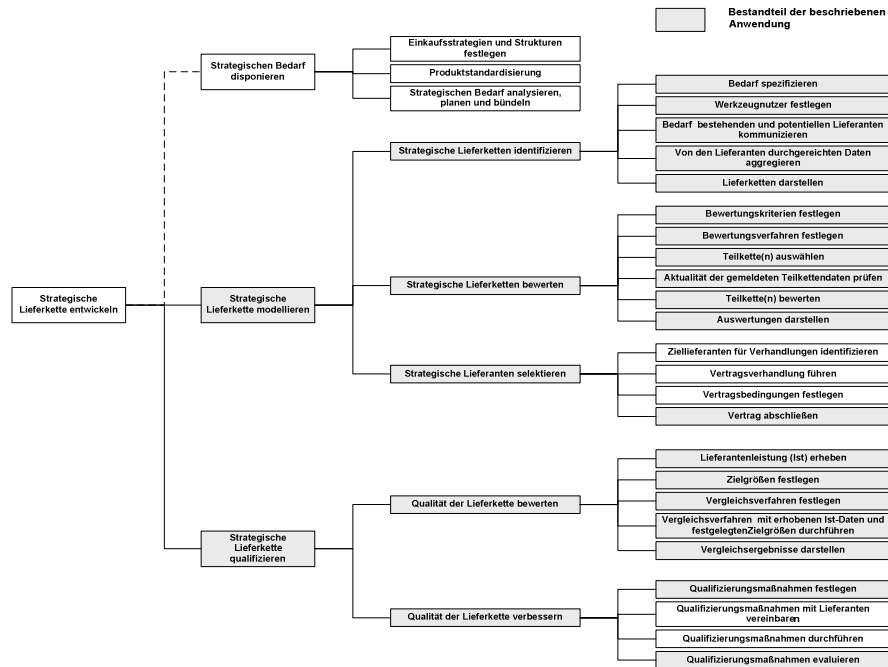 Bestandteil der beschriebenen
Anwendung
Strategischen Bedarf
disponieren
Einkaufsstrategien und Strukturen
festlegen
Produktstandardisierung
Strategischen Bedarf analysieren,
planen und bündeln
Strategische Lieferketten identifizieren
Bedarf spezifizieren
Werkzeugnutzer festlegen
Bedarf bestehenden und potentiellen Lieferanten
kommunizieren
Von den Lieferanten durchgereichten Daten
aggregieren
Lieferketten darstellen
Strategische
Lieferkette entwickeln
Strategische
Lieferkette modellieren
Strategische Lieferketten bewerten
Bewertungskriterien festlegen
Bewertungsverfahren festlegen
Teilkette(n) auswählen
Aktualität der gemeldeten Teilkettendaten prüfen
Teilkette(n) bewerten
Auswertungen darstellen
Strategische Lieferanten selektieren
Ziellieferanten für Verhandlungen identifizieren
Vertragsverhandlung führen
Vertragsbedingungen festlegen
Vertrag abschließen
Strategische
Lieferkette
qualifizieren
Qualität der Lieferkette bewerten
Lieferantenleistung (Ist) erheben
Zielgrößen festlegen
Vergleichsverfahren festlegen
Vergleichsverfahren mit erhobenen Ist-Daten und
festgelegtenZielgrößen durchführen
Vergleichsergebnisse darstellen
Qualität der Lieferkette verbessern
Qualifizierungsmaßnahmen festlegen
Qualifizierungsmaßnahmen mit Lieferanten
vereinbaren
Qualifizierungsmaßnahmen durchführen
Qualifizierungsmaßnahmen evaluieren